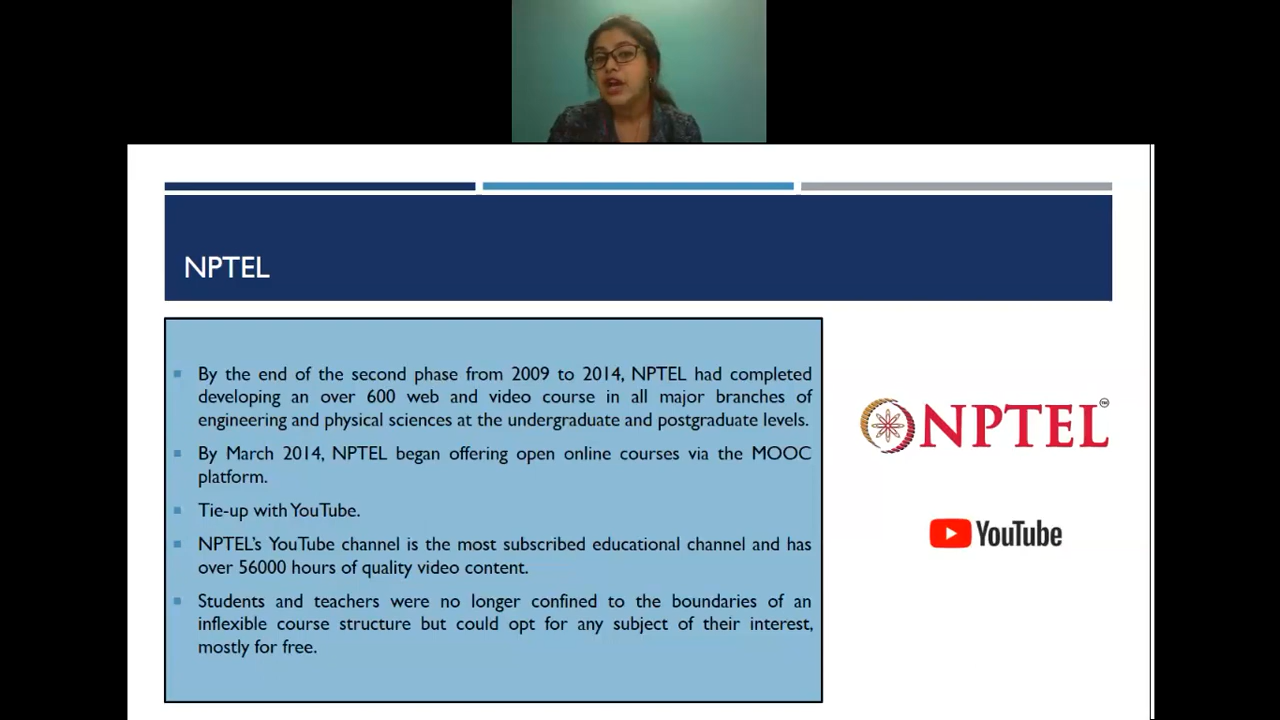 NPTEL
By the end of the second phase from 2009 to 2014, NPTEL had completed
developing an over 600 web and video course in all major branches of
engineering and physical sciences at the undergraduate and postgraduate levels.
By March 2014, NPTEL began offering open online courses via the MOOC
platform.
Tie-up with YouTube.
NPTEL's YouTube channel is the most subscribed educational channel and has
over 56000 hours of quality video content.
Students and teachers were no longer confined to the boundaries of an
inflexible course structure but could opt for any subject of their interest,
mostly for free.
NPTEL™
YouTube